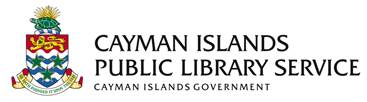 CAYMAN ISLANDS
PUBLIC LIBRARY SERVICE
CAYMAN ISLANDS GOVERNMENT